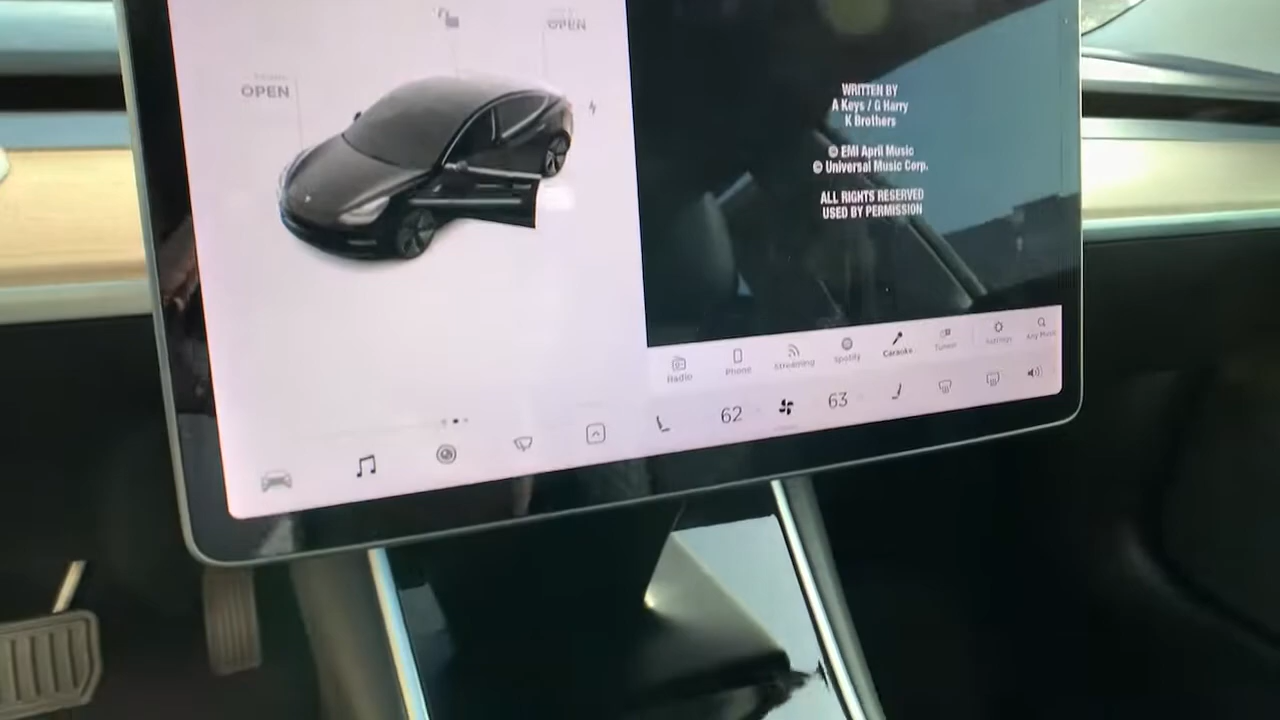 OPEN
OPEN
WRITTEN BY
A Keys / G Harry
K Brothers
© EMI April Music
© Universal Music Corp.
ALL RIGHTS RESERVED
USED BY PERMISSION
Radio
Phone
Streaming
Spotify
Caraoke
TuneIn
Settings
62
63